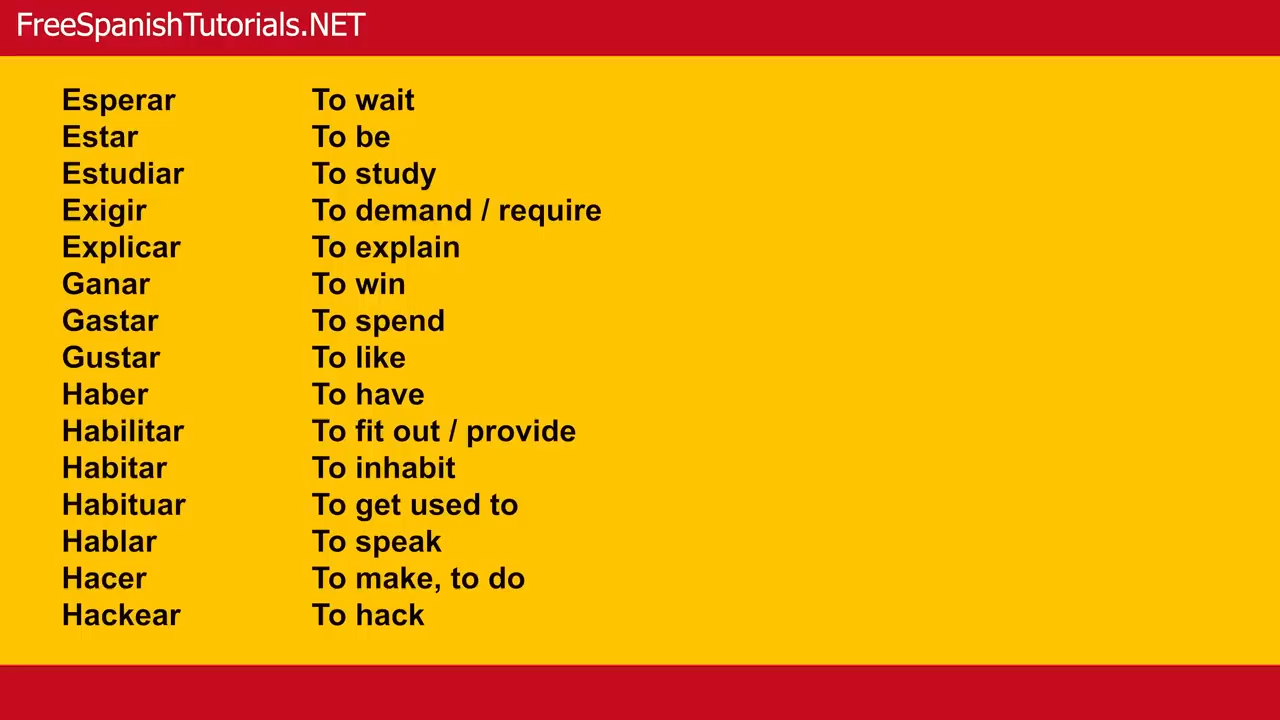 FreeSpanishTutorials.NET
Esperar To wait
Estar To be
Estudiar To study
Exigir To demand / require
Explicar To explain
Ganar To win
Gastar To spend
Gustar To like
Haber To have
Habilitar To fit out / provide
Habitar To inhabit
Habituar To get used to
Hablar To speak
Hacer To make, to do
Hackear To hack